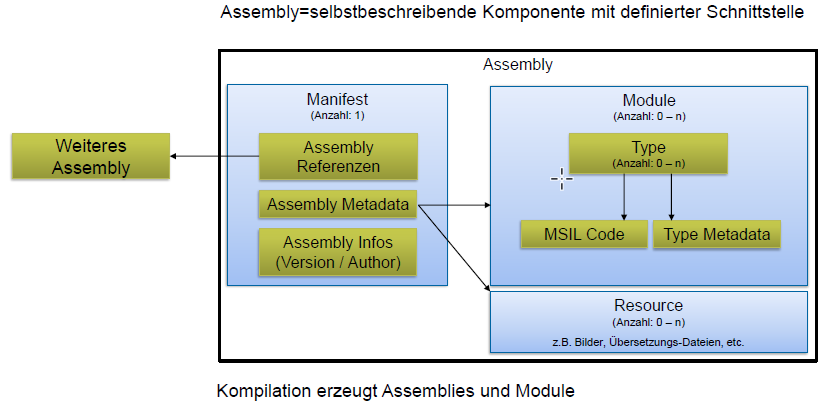 Assembly=selbstbeschreibende Komponente mit definierter Schnittstelle
Assembly
Manifest
(Anzahl: 1)
Assembly
Referenzen
Assembly Metadata
Assembly Infos
(Version / Author)
Weiteres
Assembly
Module
(Anzahl: 0 – n)
Type
(Anzahl: 0 – n)
MSIL Code
Type Metadata
Resource
(Anzahl: 0 – n)
z.B. Bilder, Übersetzungs-Dateien, etc.
Kompilation erzeugt Assemblies und Module